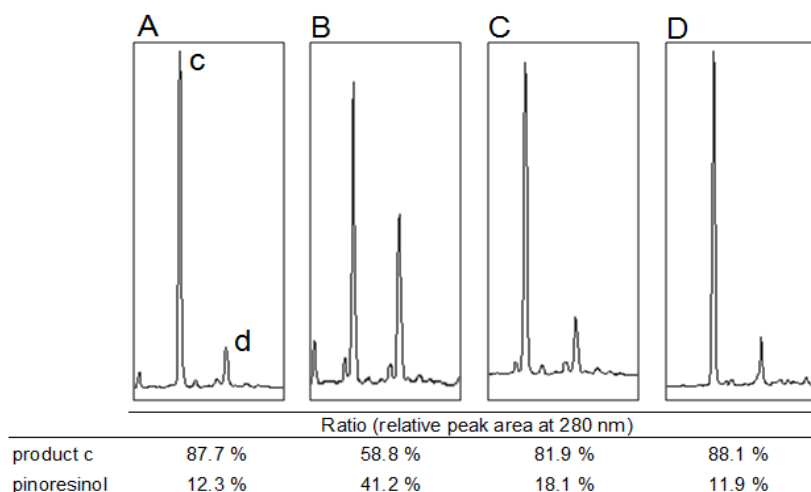 A B C D
c
d
Ratio (relative peak area at 280 nm)
product c 87.7 % 58.8 % 81.9 % 88.1 %
pinoresinol 12.3 % 41.2 % 18.1 % 11.9 %